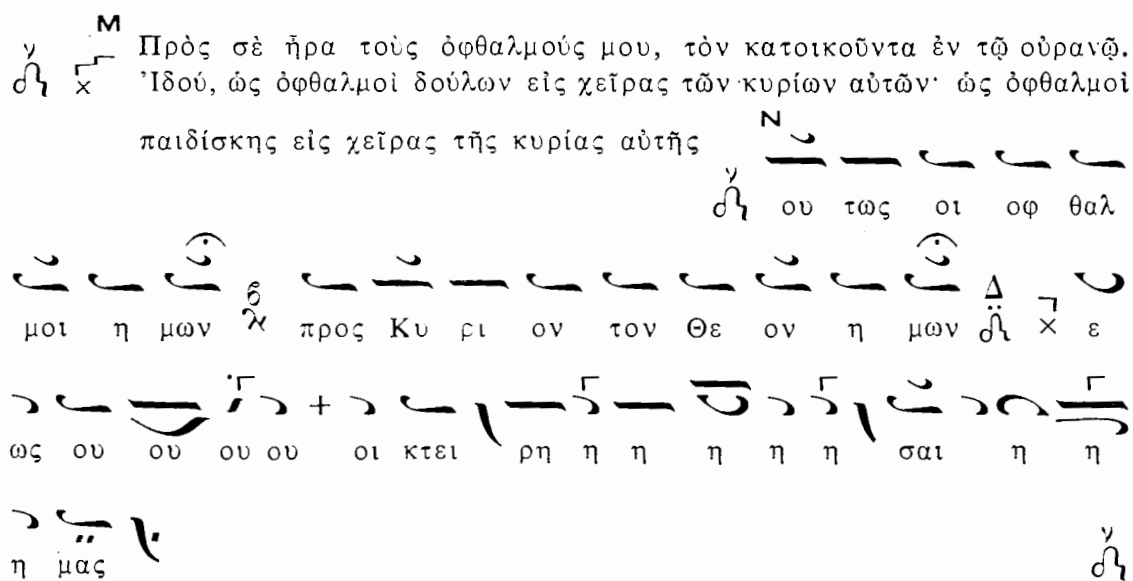 Μ
Πρὸς σὲ ἦρα τοὺς ὀφθαλμούς μου, τὸν κατοικοῦντα ἐν τῷ οὐρανῷ.
Ἰδού, ὡς ὀφθαλμοὶ δούλων εἰς χεῖρας τῶν κυρίων αὐτῶν· ὡς ὀφθαλμοὶ
παιδίσκης εἰς χεῖρας τῆς κυρίας αὐτῆς Ν
ου τως οι οφ θαλ
μοι η μων προς Κυ ρι ον τον Θε ον η μων Δ ε
ως ου ου ου ου οι κτει ρη η η η η η σαι η η
η μας